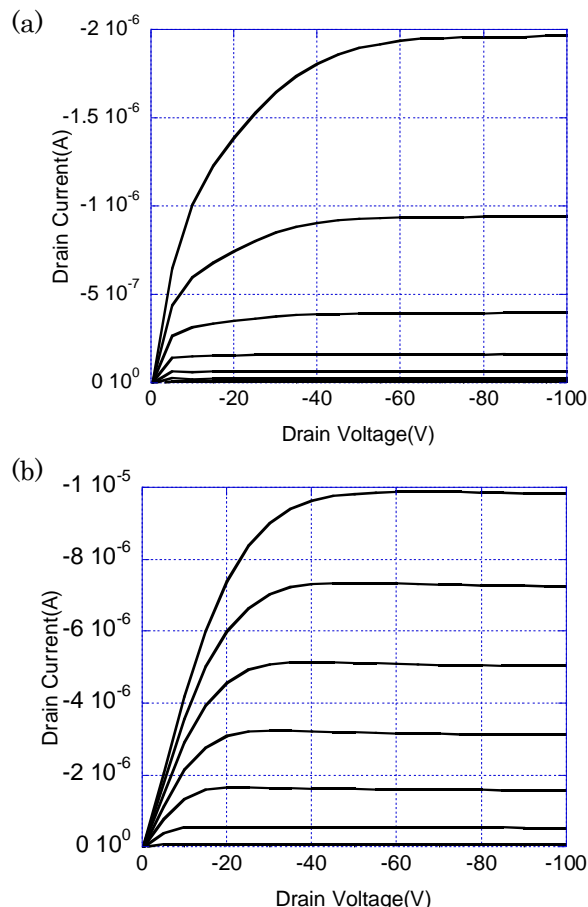 (a)
-2 10⁻⁶
-1.5 10⁻⁶
-1 10⁻⁶
-5 10⁻⁷
0 10⁰
Drain Current(A)
0 -20 -40 -60 -80 -100
Drain Voltage(V)
(b)
-1 10⁻⁵
-8 10⁻⁶
-6 10⁻⁶
-4 10⁻⁶
-2 10⁻⁶
0 10⁰
Drain Current(A)
0 -20 -40 -60 -80 -100
Drain Voltage(V)